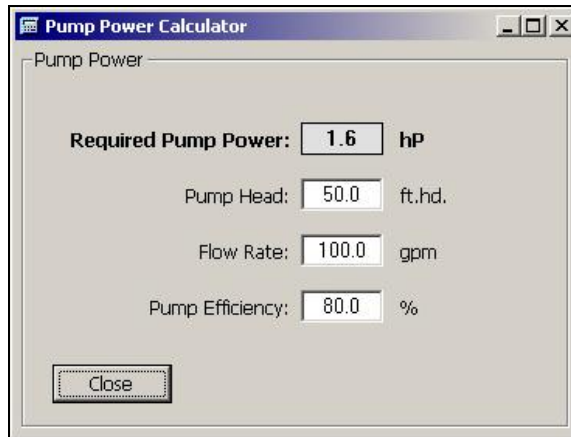 Pump Power Calculator
Pump Power
Required Pump Power: 1.6 hP
Pump Head: 50.0 ft.hd.
Flow Rate: 100.0 gpm
Pump Efficiency: 80.0 %
Close